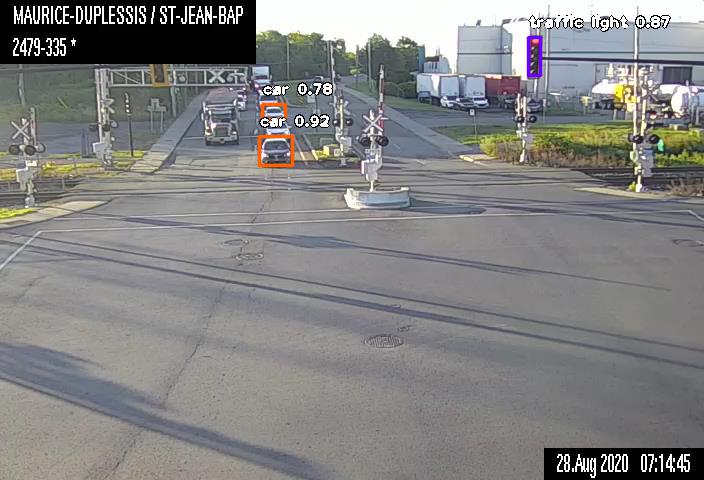 MAURICE-DUPLESSIS / ST-JEAN-BAP
2479-335 *
traffic light 0.87
car 0.78
car 0.92
28.Aug 2020 07:14:45